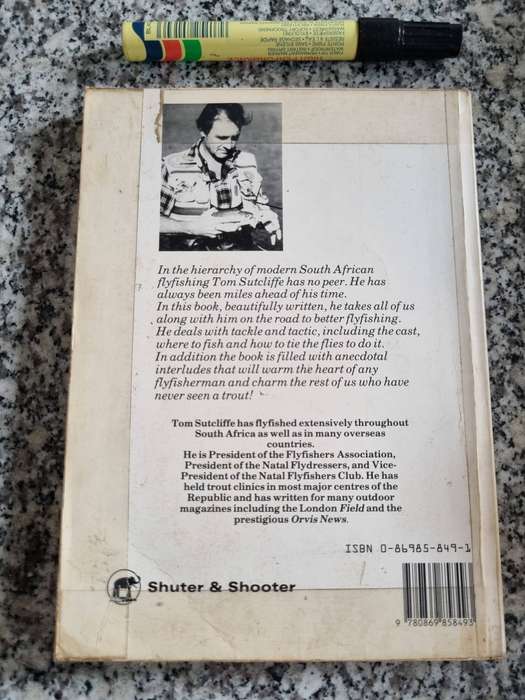 In the hierarchy of modern South African
flyfishing Tom Sutcliffe has no peer. He has
always been miles ahead of his time.
In this book, beautifully written, he takes all of us
along with him on the road to better flyfishing.
He deals with tackle and tactic, including the cast,
where to fish and how to tie the flies to do it.
In addition the book is filled with anecdotal
interludes that will warm the heart of any
flyfisherman and charm the rest of us who have
never seen a trout!
Tom Sutcliffe has flyfished extensively throughout
South Africa as well as in many overseas
countries.
He is President of the Flyfishers Association,
President of the Natal Flydressers, and Vice-
President of the Natal Flyfishers Club. He has
held trout clinics in most major centres of the
Republic and has written for many outdoor
magazines including the London Field and the
prestigious Orvis News.
ISBN 0-86985-849-1
Shuter & Shooter
9 780869 858493